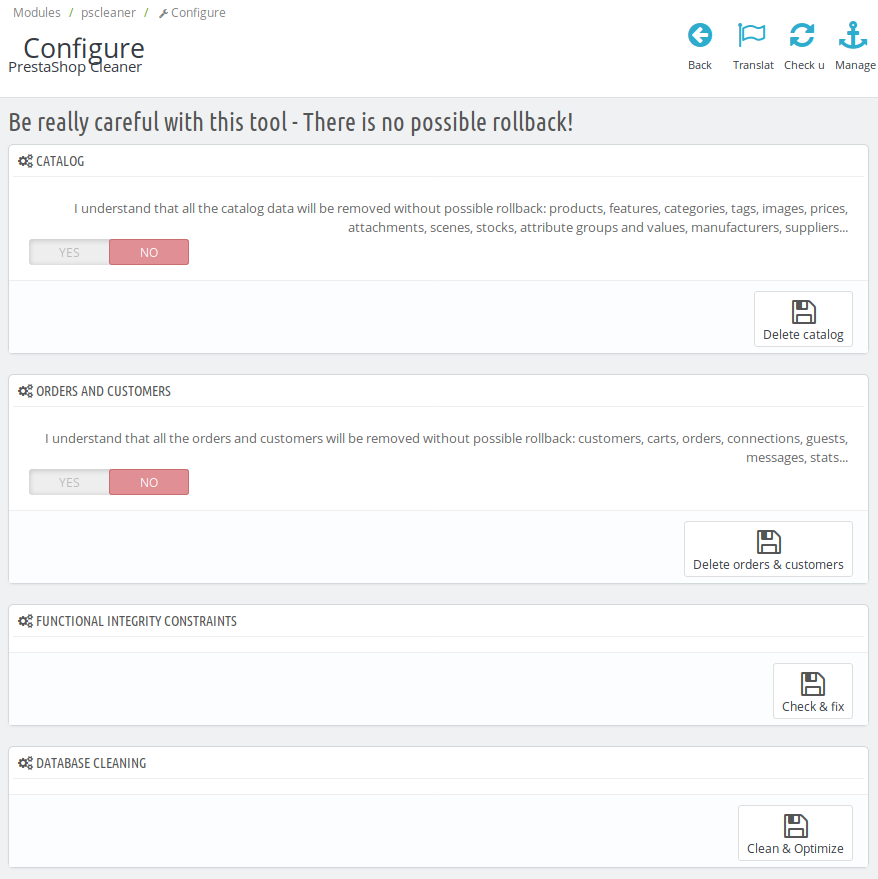 Modules / pscleaner / Configure
Configure
PrestaShop Cleaner
Back
Translat
Check u
Manage
Be really careful with this tool - There is no possible rollback!
CATALOG
I understand that all the catalog data will be removed without possible rollback: products, features, categories, tags, images, prices,
attachments, scenes, stocks, attribute groups and values, manufacturers, suppliers...
YES NO
Delete catalog
ORDERS AND CUSTOMERS
I understand that all the orders and customers will be removed without possible rollback: customers, carts, orders, connections, guests,
messages, stats...
YES NO
Delete orders & customers
FUNCTIONAL INTEGRITY CONSTRAINTS
Check & fix
DATABASE CLEANING
Clean & Optimize